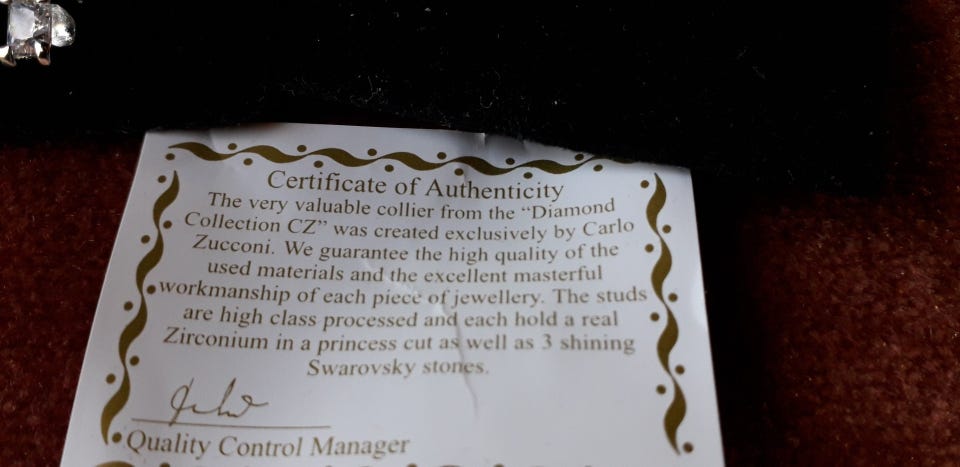 Certificate of Authenticity
The very valuable collier from the “Diamond
Collection CZ” was created exclusively by Carlo
Zucconi. We guarantee the high quality of the
used materials and the excellent masterful
workmanship of each piece of jewellery. The studs
are high class processed and each hold a real
Zirconium in a princess cut as well as 3 shining
Swarovsky stones.
Quality Control Manager